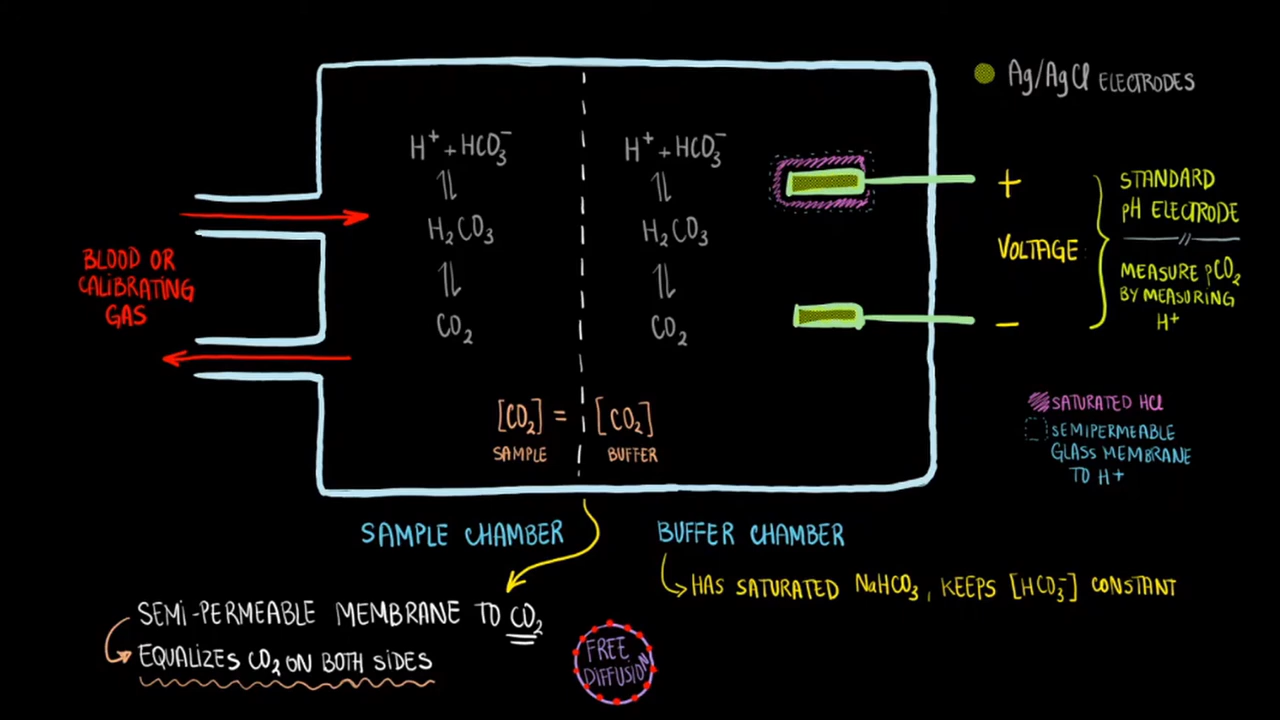 Ag/AgCl ELECTRODES
H⁺ + HCO₃⁻
⇌
H₂CO₃
⇌
CO₂
H⁺ + HCO₃⁻
⇌
H₂CO₃
⇌
CO₂
+
VOLTAGE
−
STANDARD
pH ELECTRODE
MEASURE pCO₂
BY MEASURING
H⁺
BLOOD OR
CALIBRATING
GAS
[CO₂] = [CO₂]
SAMPLE BUFFER
SATURATED HCl
SEMIPERMEABLE
GLASS MEMBRANE
TO H+
SAMPLE CHAMBER
BUFFER CHAMBER
HAS SATURATED NaHCO₃, KEEPS [HCO₃⁻] CONSTANT
SEMI-PERMEABLE MEMBRANE TO CO₂
EQUALIZES CO₂ ON BOTH SIDES
FREE
DIFFUSION